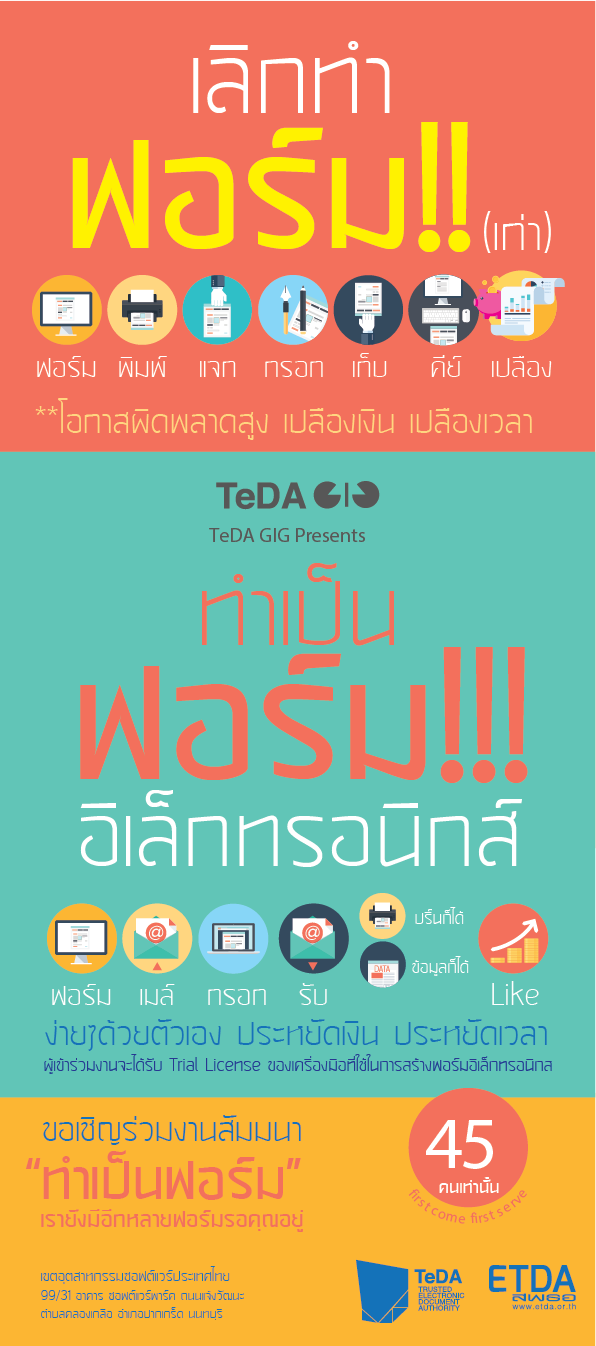 เลิกทำ
ฟอร์ม!! (เก่า)
ฟอร์ม พิมพ์ แจก กรอก เก็บ คีย์ เปลือง
**โอกาสผิดพลาดสูง เปลืองเงิน เปลืองเวลา
TeDA GIG
TeDA GIG Presents
ทำเป็น
ฟอร์ม!!!
อิเล็กทรอนิกส์
ปริ้นก็ได้
ข้อมูลก็ได้
DATA
ฟอร์ม เมล์ กรอก รับ Like
ง่ายๆด้วยตัวเอง ประหยัดเงิน ประหยัดเวลา
ผู้เข้าร่วมงานจะได้รับ Trial License ของเครื่องมือที่ใช้ในการสร้างฟอร์มอิเล็กทรอนิกส
ขอเชิญร่วมงานสัมมนา
“ทำเป็นฟอร์ม”
เรายังมีอีกหลายฟอร์มรอคุณอยู่
45
คนเท่านั้น
first come first serve
เขตอุตสาหกรรมซอฟต์แวร์ประเทศไทย
99/31 อาคาร ซอฟต์แวร์พาร์ค ถนนแจ้งวัฒนะ
ตำบลคลองเกลือ อำเภอปากเกร็ด นนทบุรี
TeDA
TRUSTED
ELECTRONIC
DOCUMENT
AUTHORITY
ETDA
สพธอ
www.etda.or.th